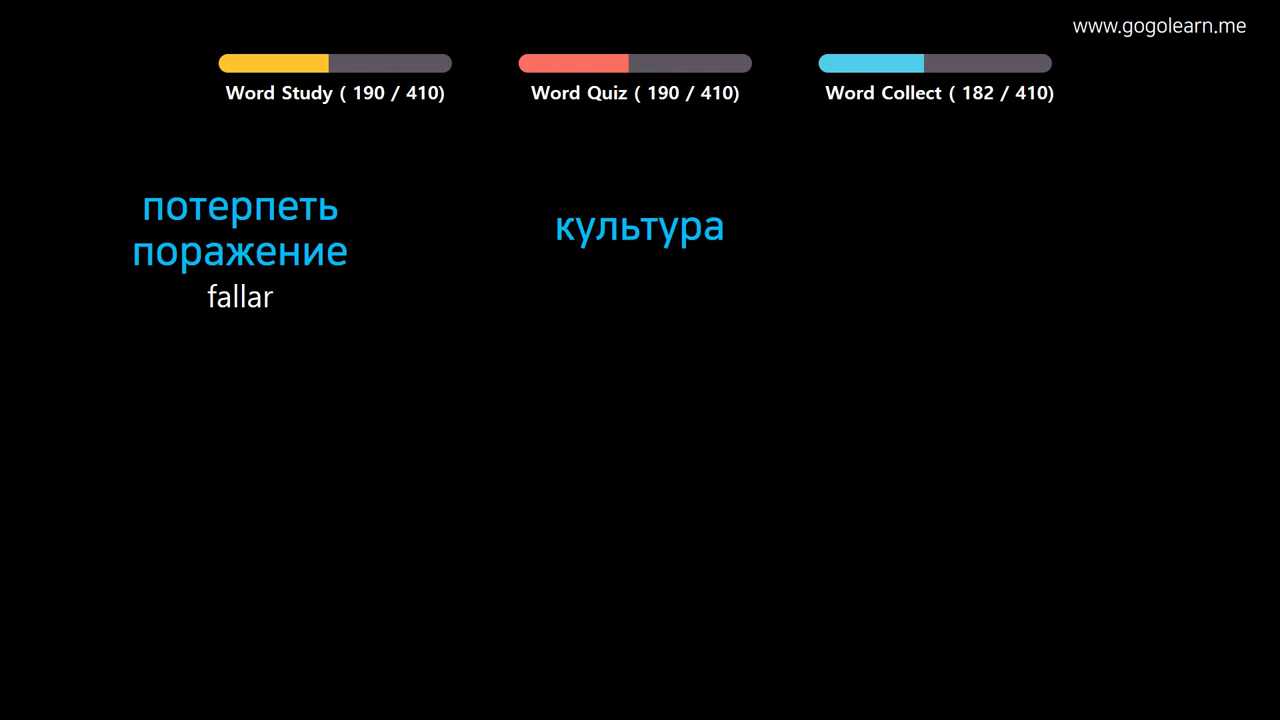 www.gogolearn.me
Word Study ( 190 / 410)
Word Quiz ( 190 / 410)
Word Collect ( 182 / 410)
потерпеть
поражение
fallar
культура